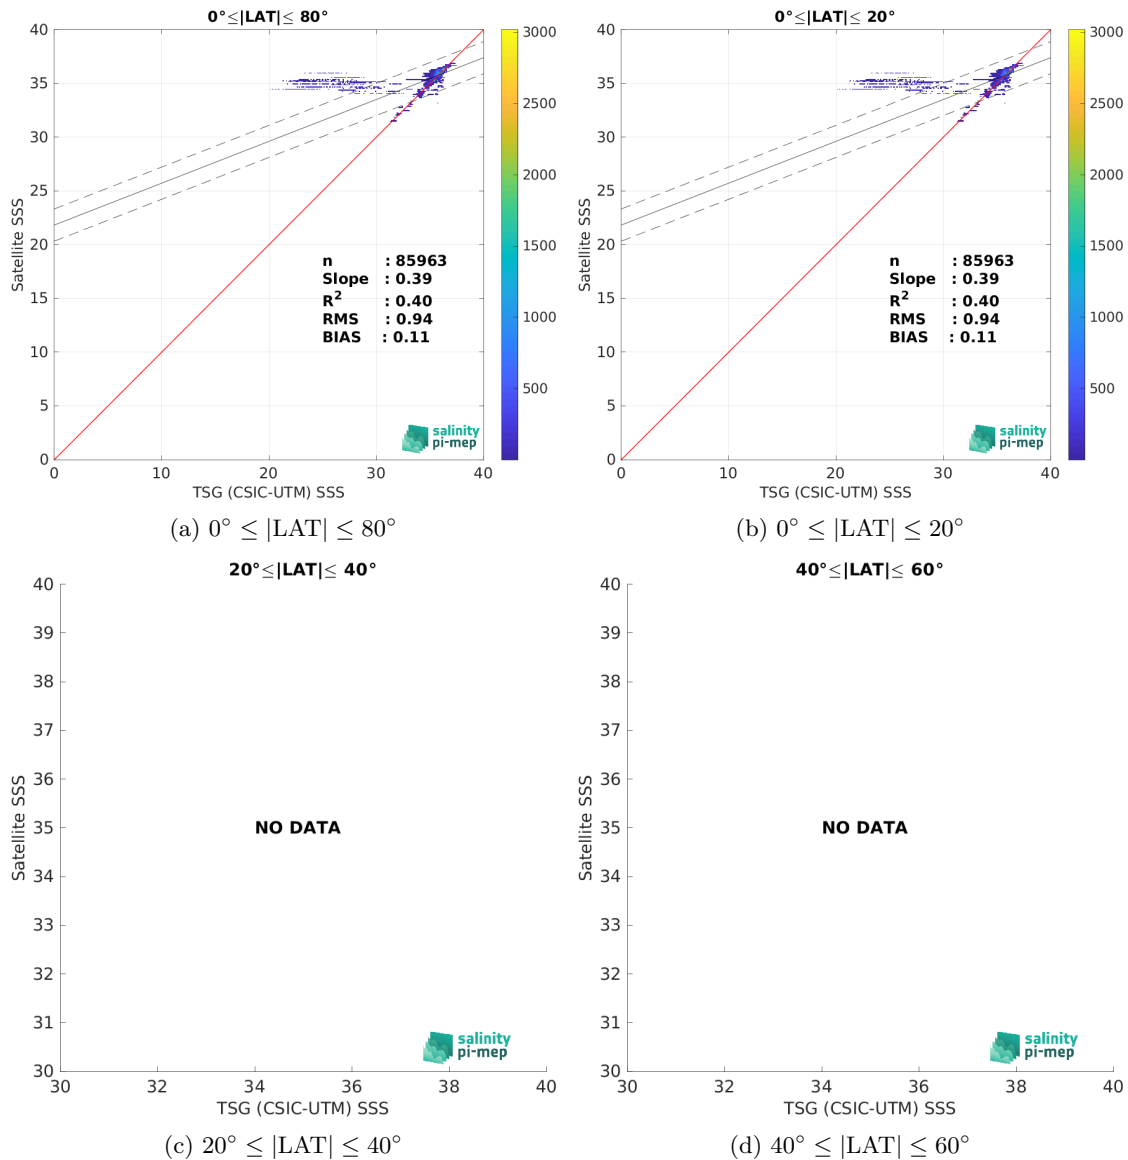 0°≤|LAT|≤ 80°
40
35
30
25
20
15
10
5
0
Satellite SSS
n : 85963
Slope : 0.39
R² : 0.40
RMS : 0.94
BIAS : 0.11
salinity
pi-mep
0 10 20 30 40
TSG (CSIC-UTM) SSS
3000
2500
2000
1500
1000
500
(a) 0° ≤ |LAT| ≤ 80°
0°≤|LAT|≤ 20°
40
35
30
25
20
15
10
5
0
Satellite SSS
n : 85963
Slope : 0.39
R² : 0.40
RMS : 0.94
BIAS : 0.11
salinity
pi-mep
0 10 20 30 40
TSG (CSIC-UTM) SSS
3000
2500
2000
1500
1000
500
(b) 0° ≤ |LAT| ≤ 20°
20°≤|LAT|≤ 40°
40
39
38
37
36
35
34
33
32
31
30
Satellite SSS
NO DATA
salinity
pi-mep
30 32 34 36 38 40
TSG (CSIC-UTM) SSS
(c) 20° ≤ |LAT| ≤ 40°
40°≤|LAT|≤ 60°
40
39
38
37
36
35
34
33
32
31
30
Satellite SSS
NO DATA
salinity
pi-mep
30 32 34 36 38 40
TSG (CSIC-UTM) SSS
(d) 40° ≤ |LAT| ≤ 60°